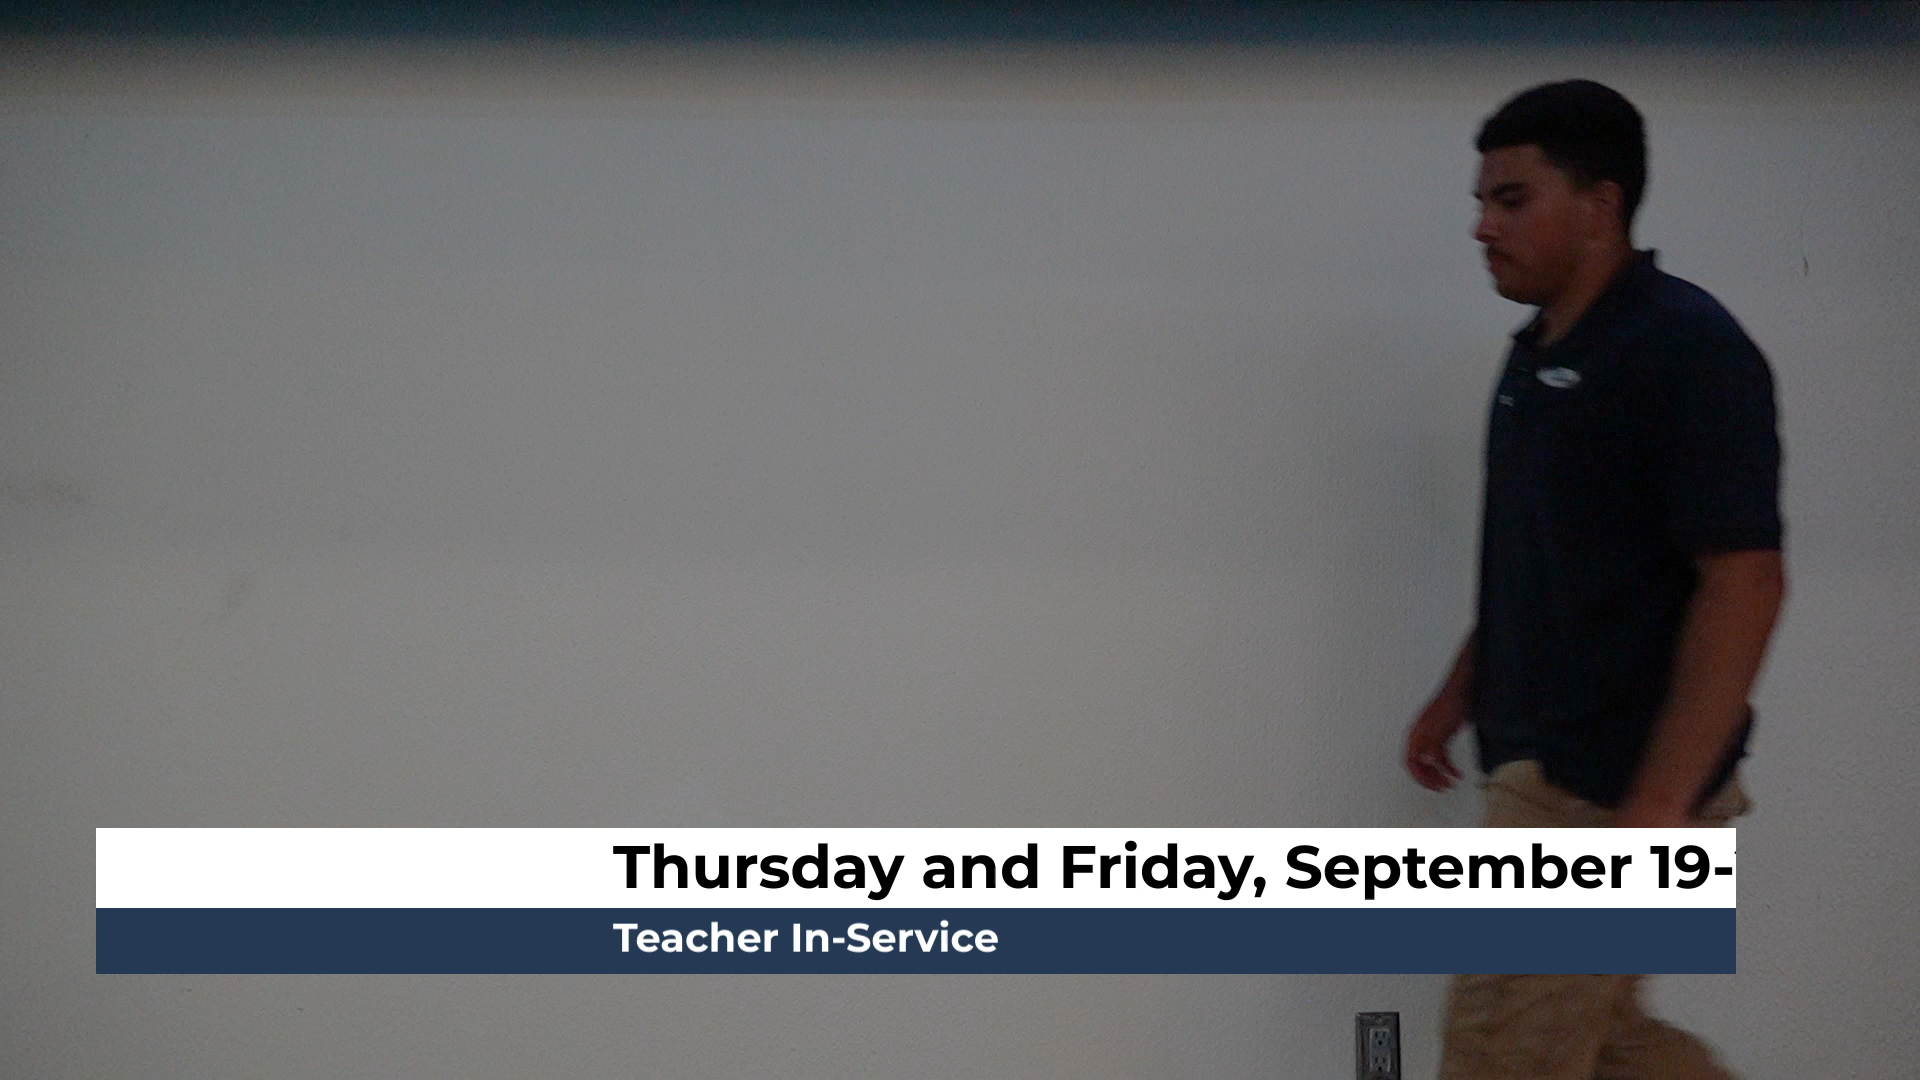 Thursday and Friday, September 19-
Teacher In-Service